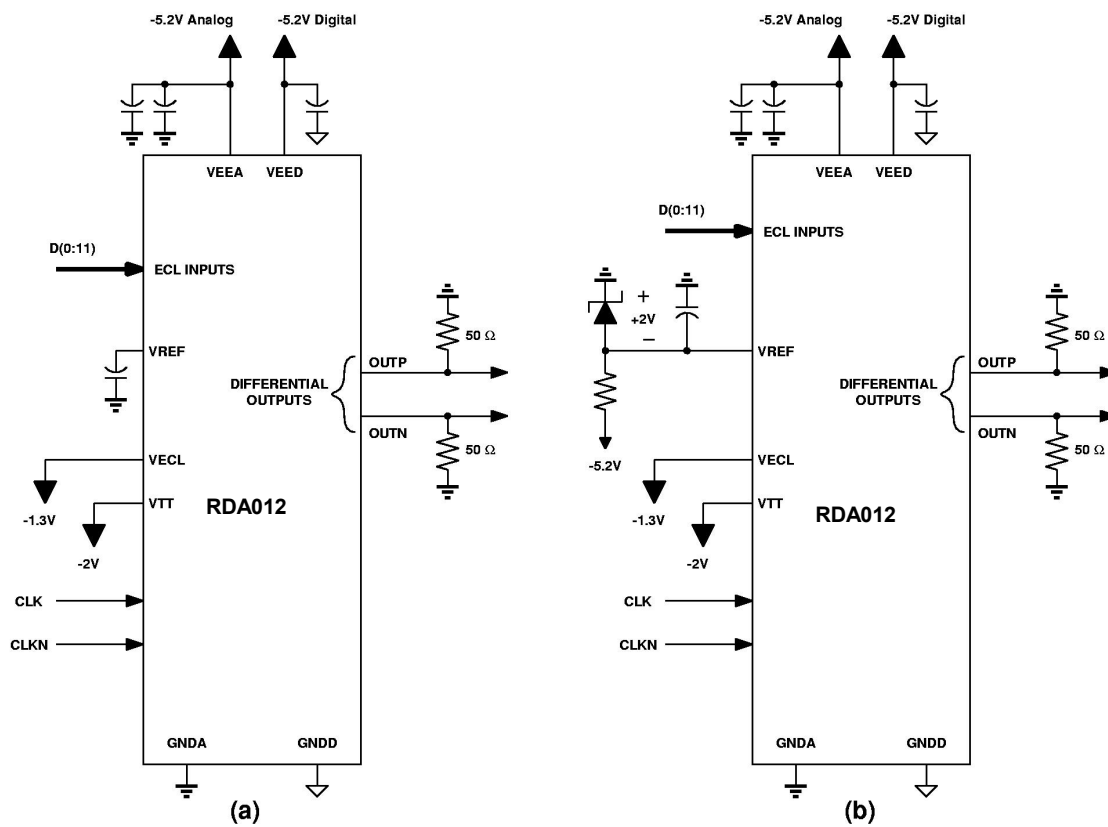 -5.2V Analog -5.2V Digital
VEEA VEED
D(0:11)
ECL INPUTS
VREF
50 Ω
OUTP
DIFFERENTIAL
OUTPUTS
OUTN
50 Ω
VECL
VTT
-1.3V
RDA012
-2V
CLK
CLKN
GNDA GNDD
(a)
-5.2V Analog -5.2V Digital
VEEA VEED
D(0:11)
ECL INPUTS
+
+2V
−
VREF
50 Ω
OUTP
DIFFERENTIAL
OUTPUTS
OUTN
50 Ω
-5.2V
VECL
VTT
-1.3V
RDA012
-2V
CLK
CLKN
GNDA GNDD
(b)